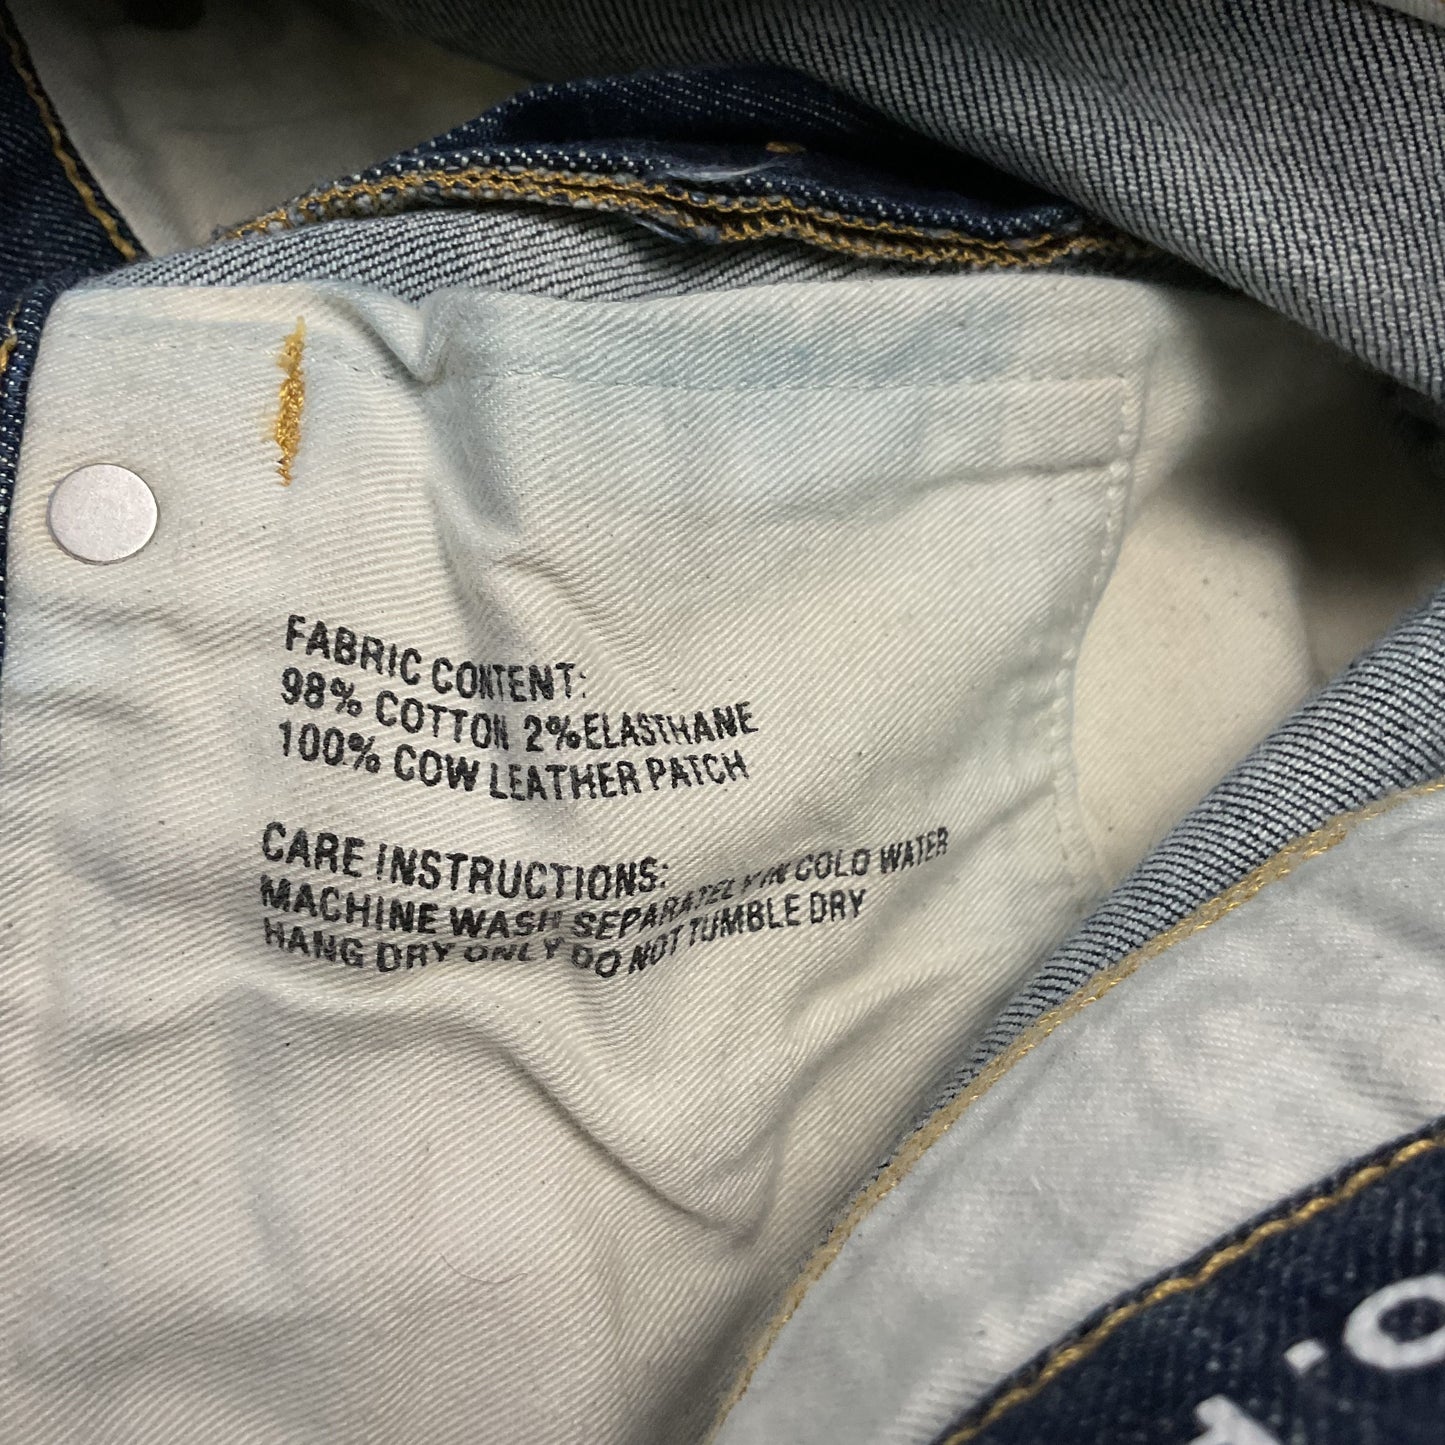 FABRIC CONTENT:
98% COTTON 2% ELASTHANE
100% COW LEATHER PATCH
CARE INSTRUCTIONS:
MACHINE WASH SEPARATELY IN COLD WATER
HANG DRY ONLY DO NOT TUMBLE DRY